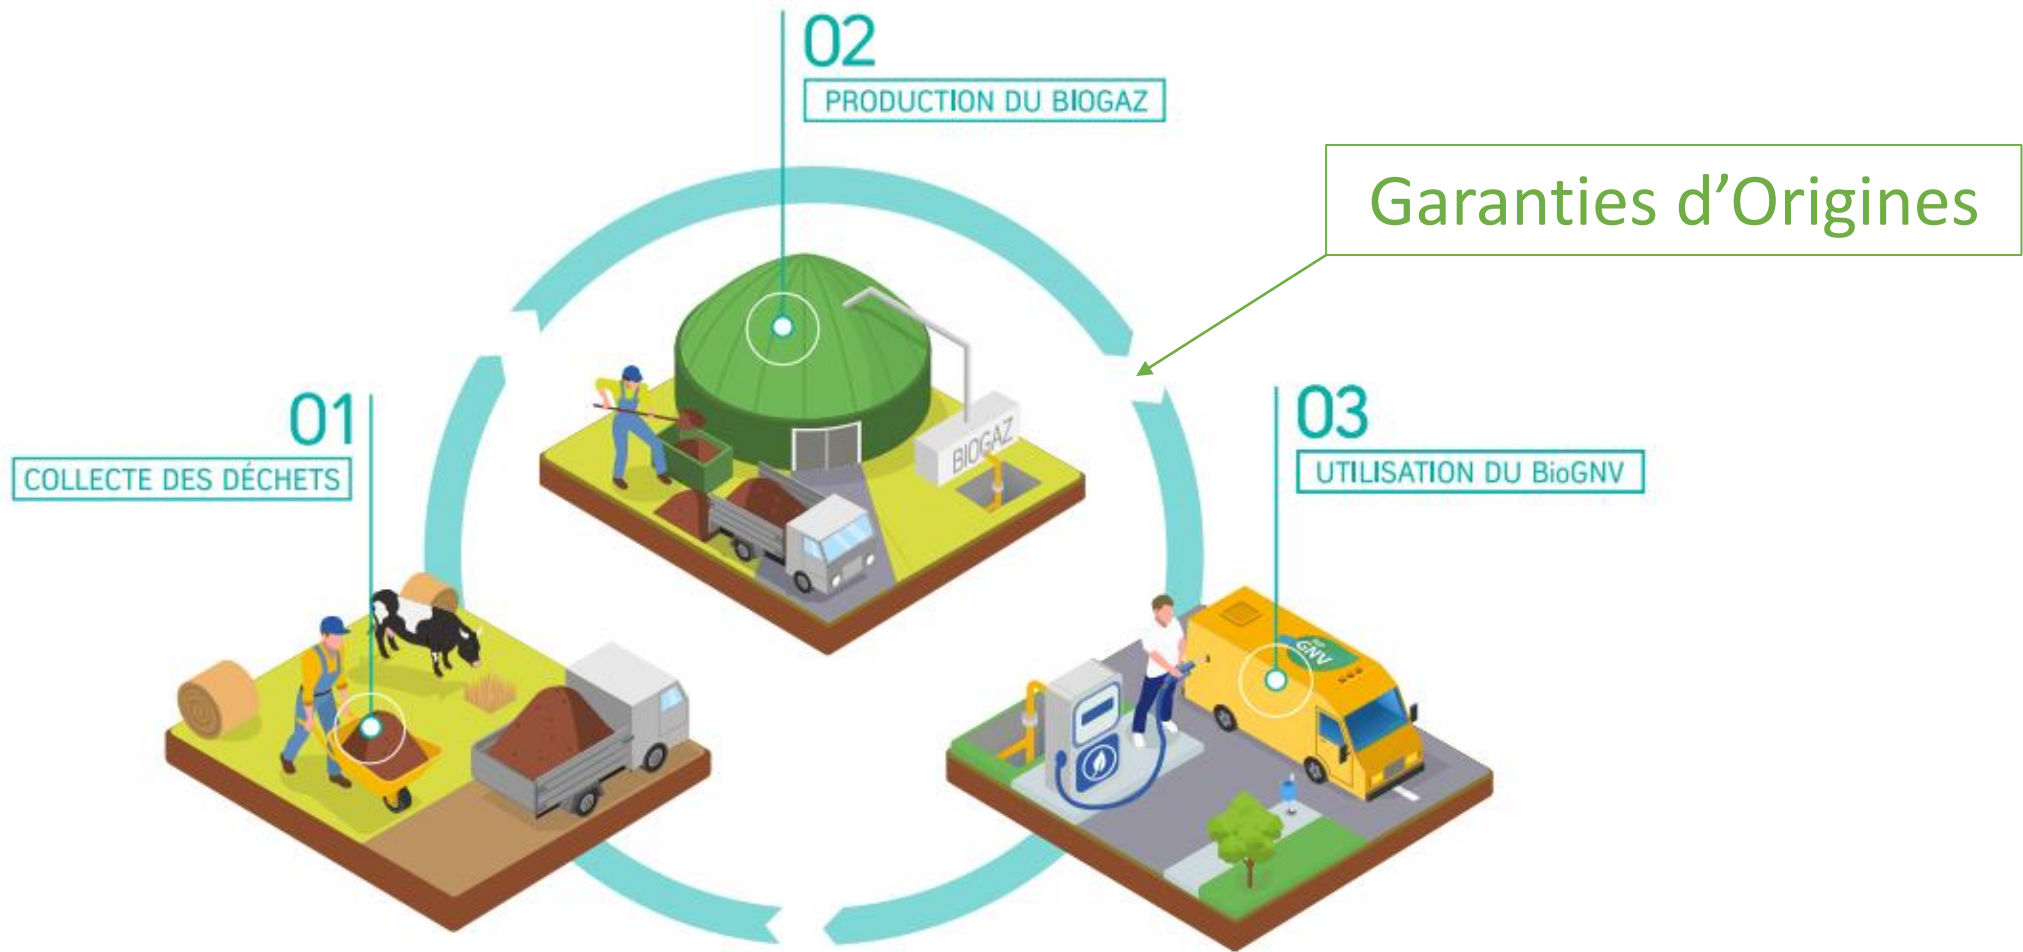 02
PRODUCTION DU BIOGAZ
Garanties d’Origines
01
COLLECTE DES DÉCHETS
03
UTILISATION DU BioGNV
BIOGAZ
GNV